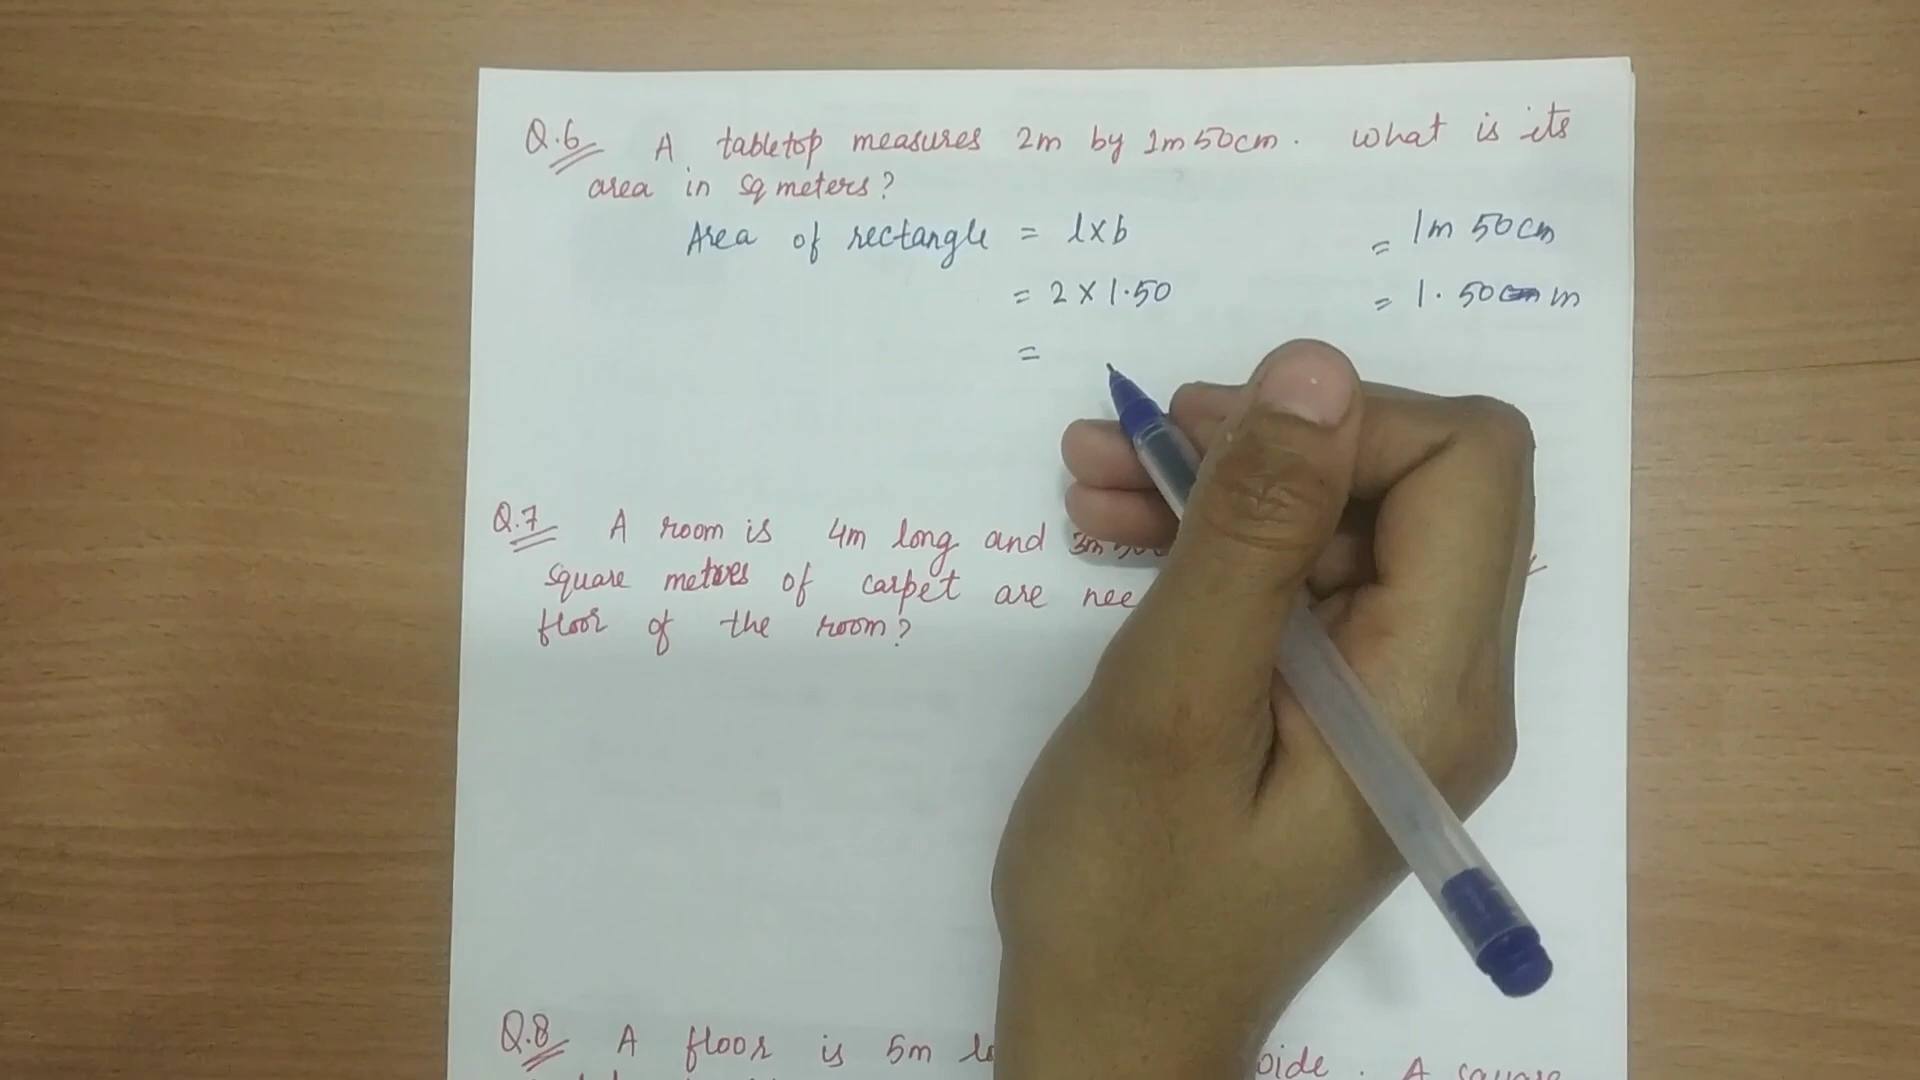 Q.6 A tabletop measures 2m by 1m 50cm. What is its
area in sq meters?
Area of rectangle = l×b
= 1m 50cm
= 2 × 1.50
= 1.50 m
=
Q.7 A room is 4m long and 3m
square metres of carpet are
floor of the room?
Q.8 A floor is 5m
A square